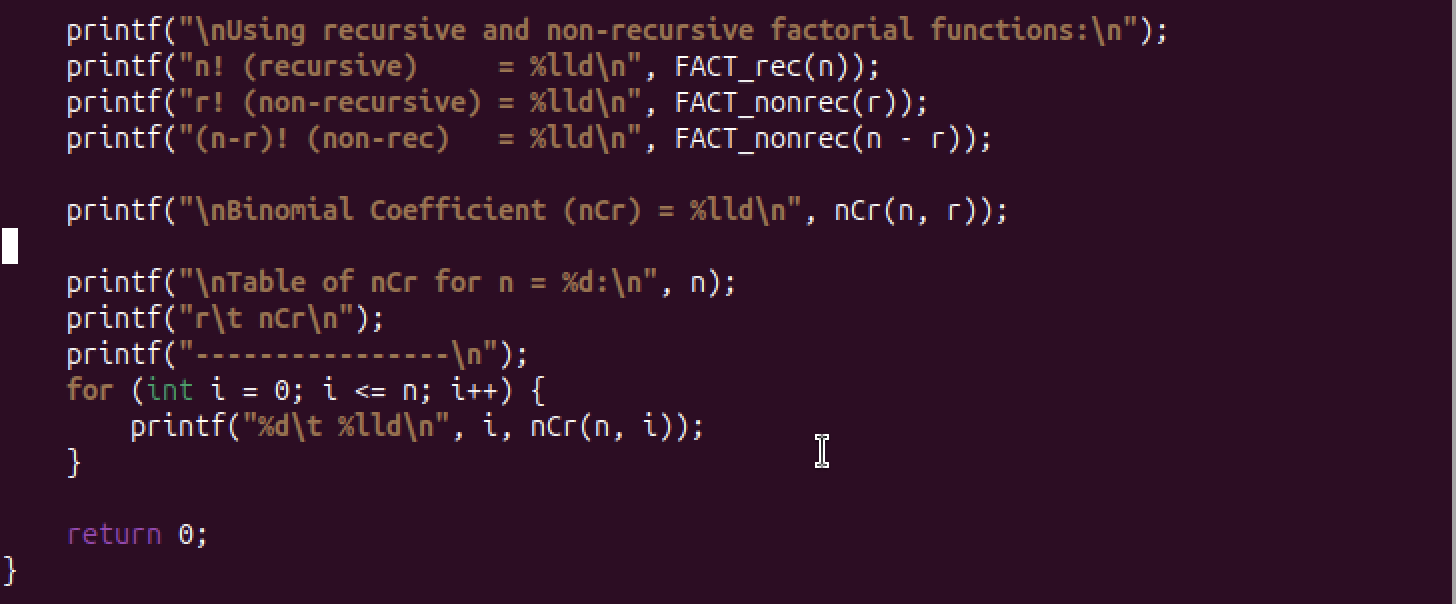 printf("\nUsing recursive and non-recursive factorial functions:\n");
printf("n! (recursive)     = %lld\n", FACT_rec(n));
printf("r! (non-recursive) = %lld\n", FACT_nonrec(r));
printf("(n-r)! (non-rec)   = %lld\n", FACT_nonrec(n - r));
printf("\nBinomial Coefficient (nCr) = %lld\n", nCr(n, r));
printf("\nTable of nCr for n = %d:\n", n);
printf("r\t nCr\n");
printf("----------------\n");
for (int i = 0; i <= n; i++) {
printf("%d\t %lld\n", i, nCr(n, i));
}
return 0;
}